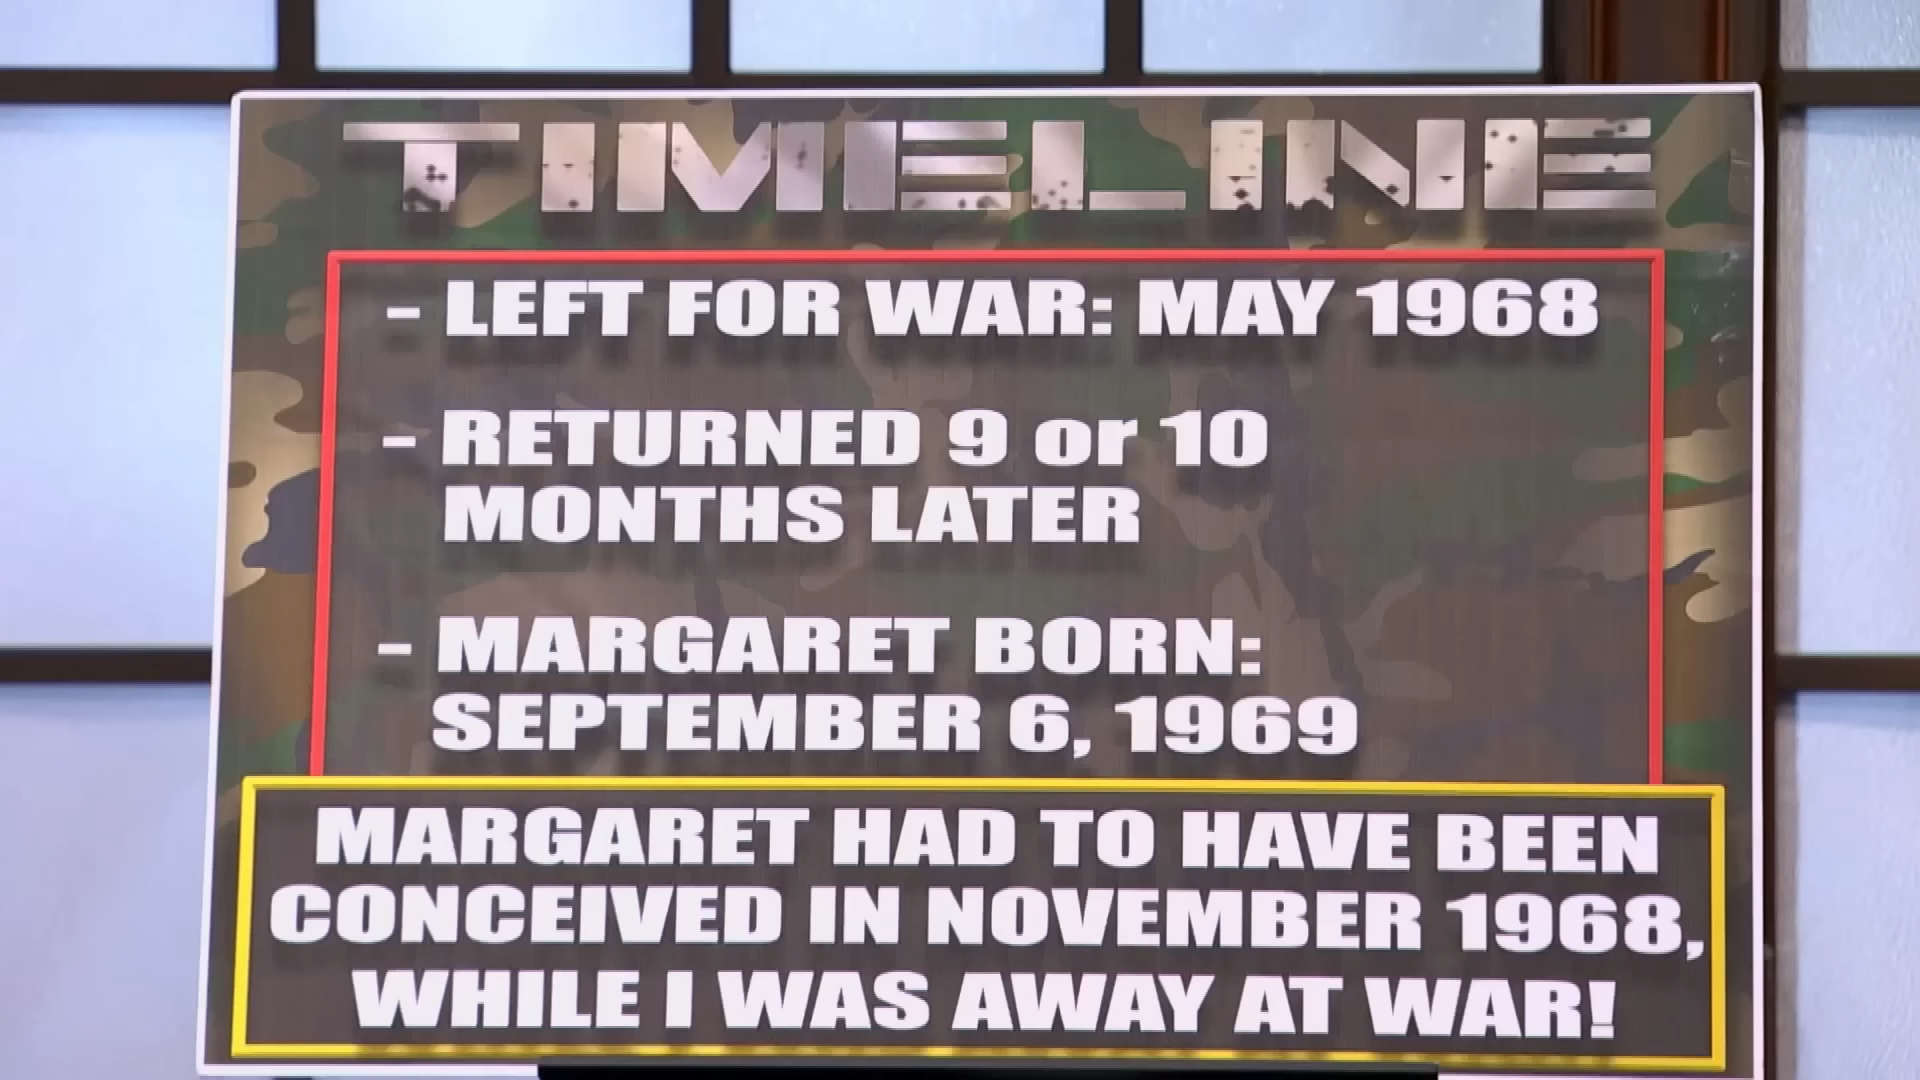 TIMELINE
- LEFT FOR WAR: MAY 1968
- RETURNED 9 or 10
MONTHS LATER
- MARGARET BORN:
SEPTEMBER 6, 1969
MARGARET HAD TO HAVE BEEN
CONCEIVED IN NOVEMBER 1968,
WHILE I WAS AWAY AT WAR!